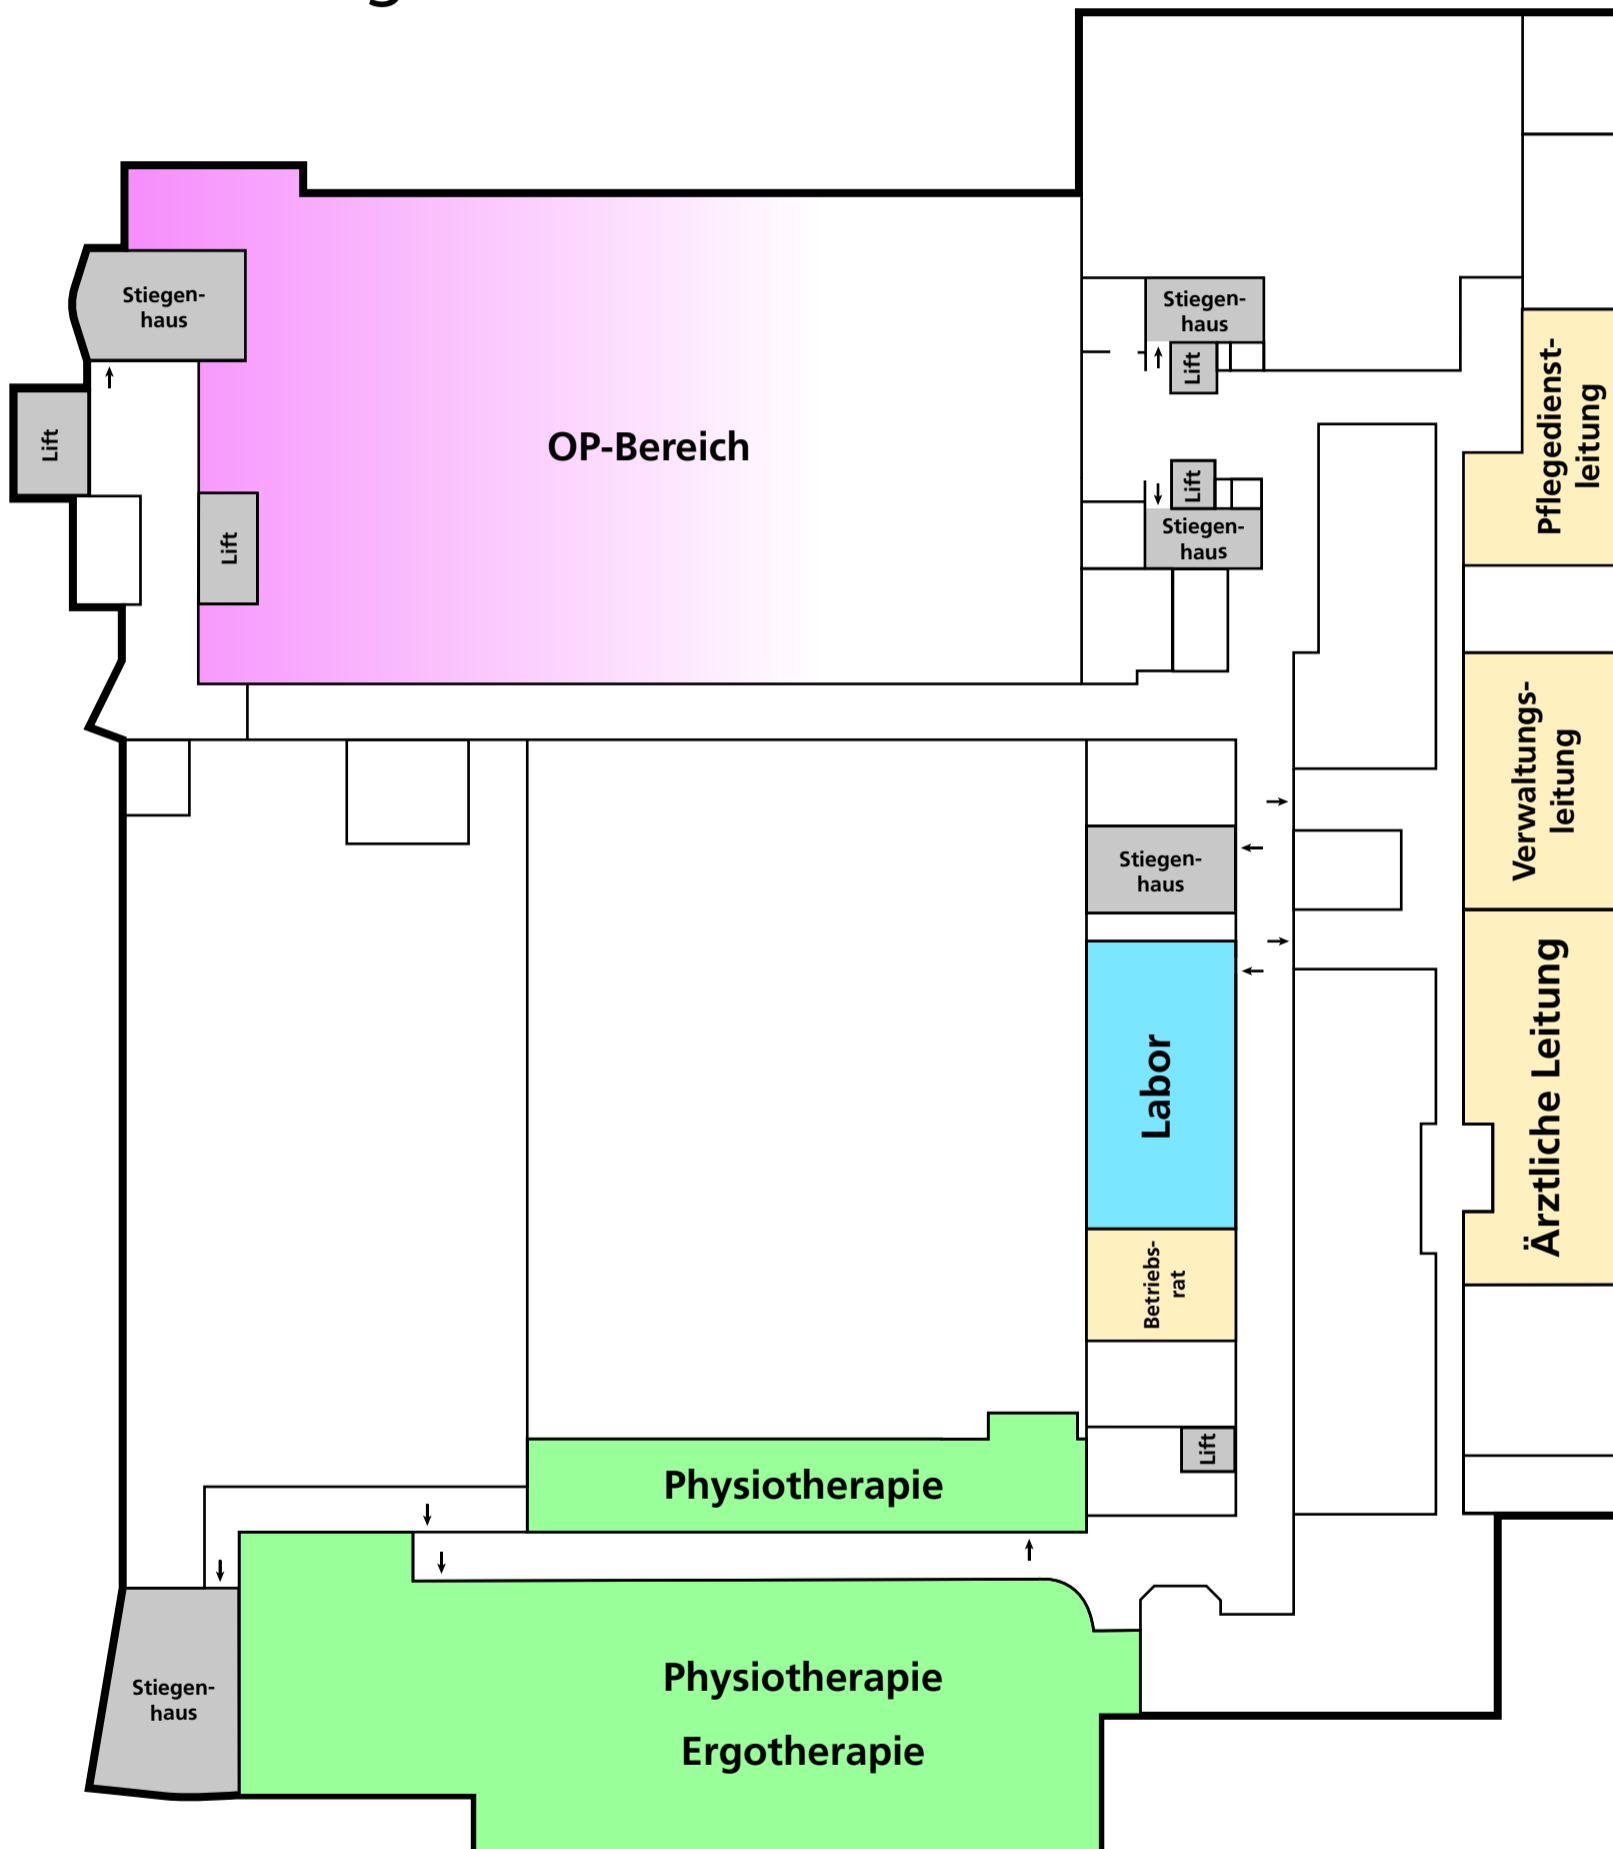 Stiegen-
haus
Lift
Lift
OP-Bereich
Stiegen-
haus
Lift
Lift
Stiegen-
haus
Pflegedienst-
leitung
Verwaltungs-
leitung
Stiegen-
haus
Labor
Ärztliche Leitung
Betriebs-
rat
Lift
Physiotherapie
Stiegen-
haus
Physiotherapie
Ergotherapie